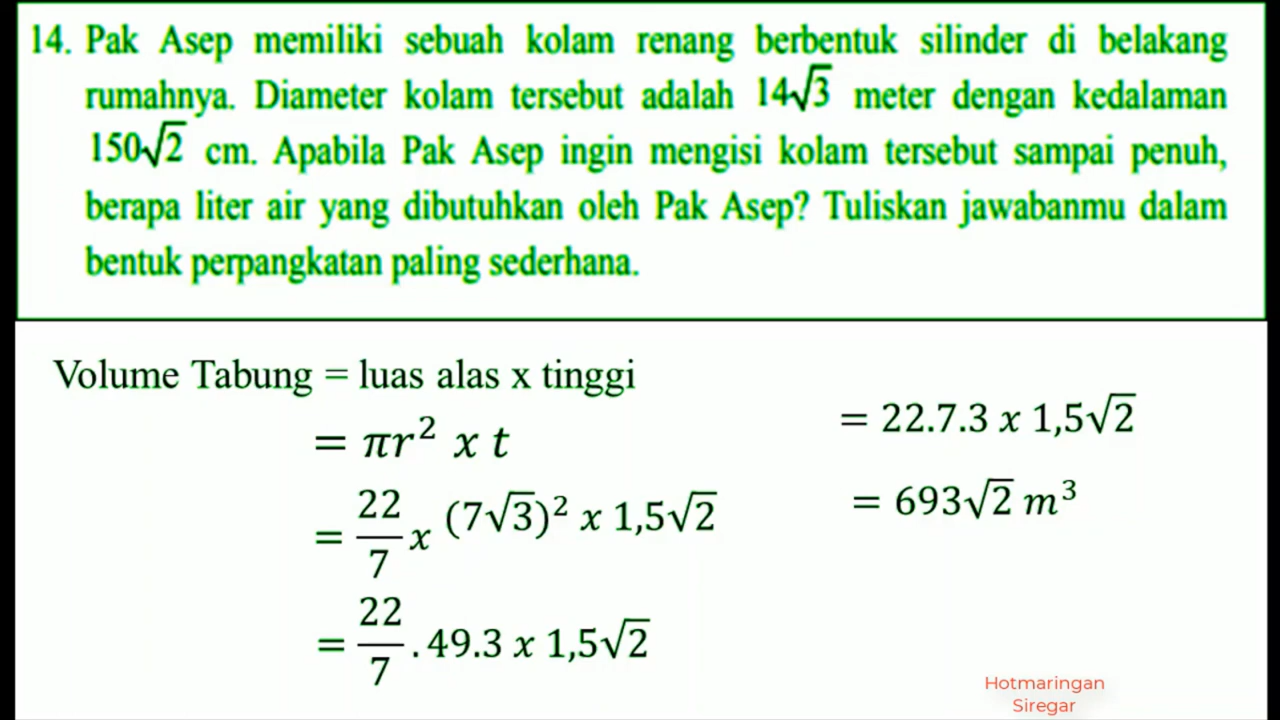 14. Pak Asep memiliki sebuah kolam renang berbentuk silinder di belakang
rumahnya. Diameter kolam tersebut adalah 14√3 meter dengan kedalaman
150√2 cm. Apabila Pak Asep ingin mengisi kolam tersebut sampai penuh,
berapa liter air yang dibutuhkan oleh Pak Asep? Tuliskan jawabanmu dalam
bentuk perpangkatan paling sederhana.
Volume Tabung = luas alas x tinggi
= πr² x t
= 22/7 x (7√3)² x 1,5√2
= 22/7 . 49.3 x 1,5√2
= 22.7.3 x 1,5√2
= 693√2 m³
Hotmaringan
Siregar